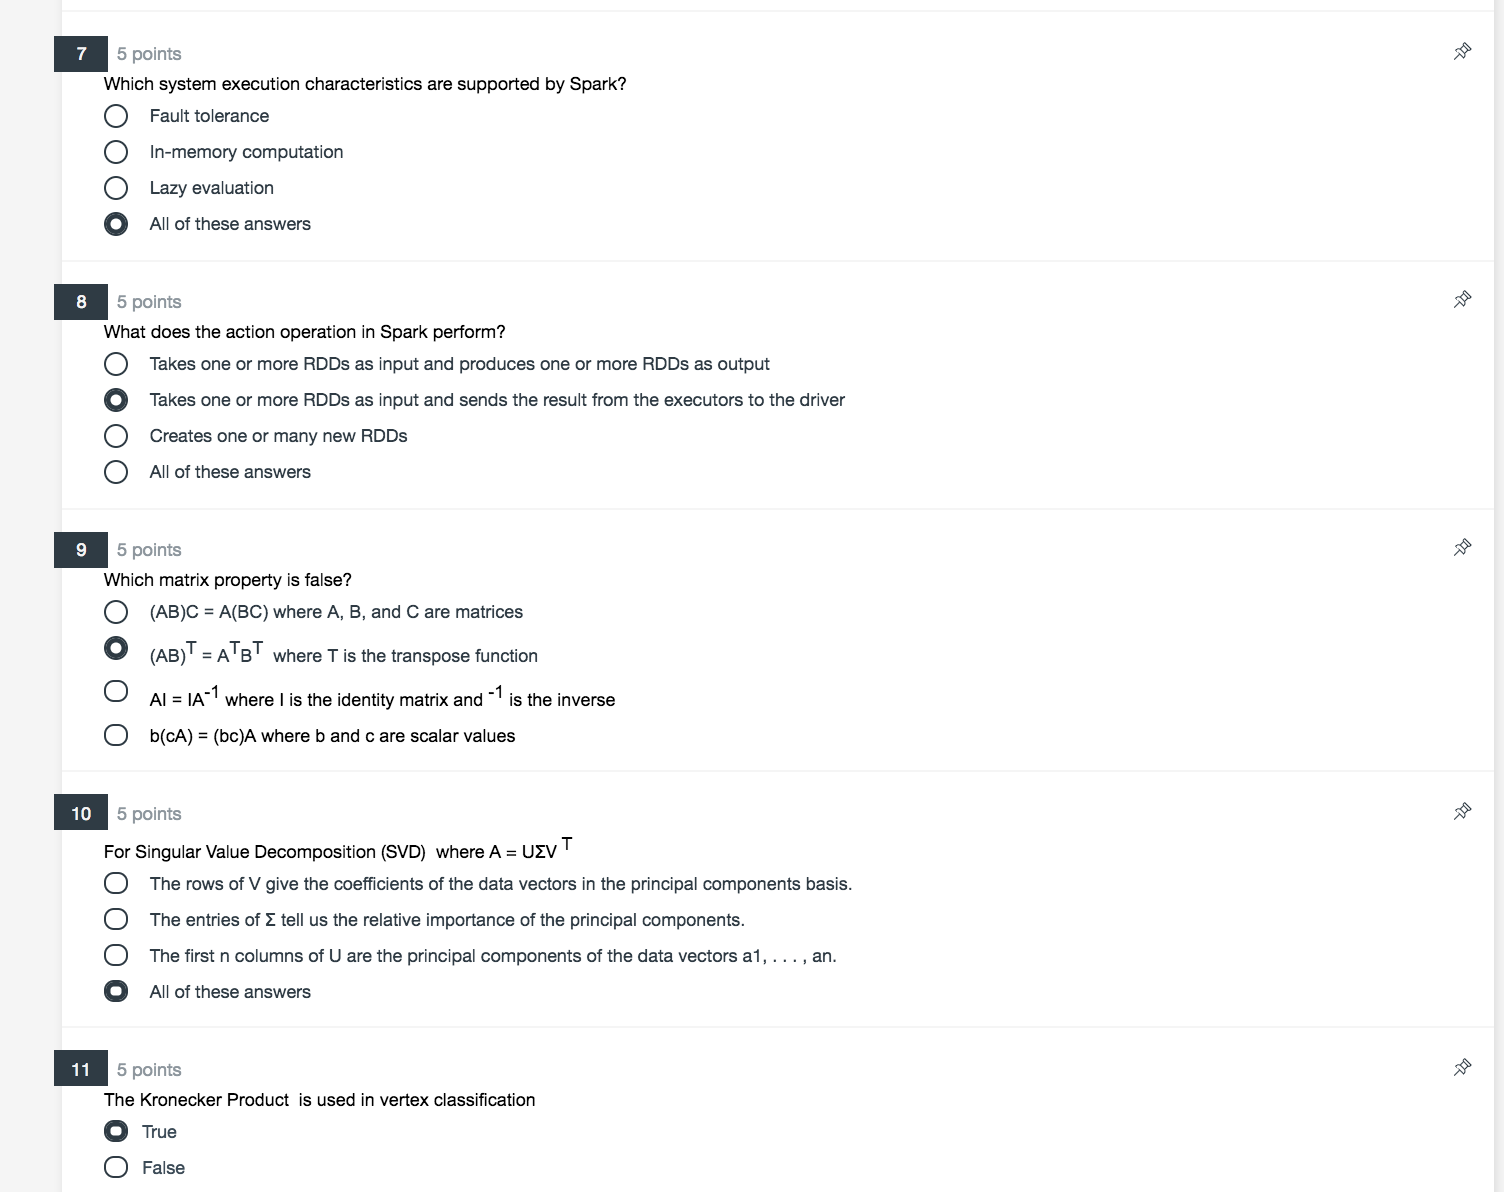 7 5 points
Which system execution characteristics are supported by Spark?
Fault tolerance
In-memory computation
Lazy evaluation
All of these answers
8 5 points
What does the action operation in Spark perform?
Takes one or more RDDs as input and produces one or more RDDs as output
Takes one or more RDDs as input and sends the result from the executors to the driver
Creates one or many new RDDs
All of these answers
9 5 points
Which matrix property is false?
(AB)C = A(BC) where A, B, and C are matrices
(AB)ᵀ = AᵀBᵀ where T is the transpose function
AI = IA⁻¹ where I is the identity matrix and ⁻¹ is the inverse
b(cA) = (bc)A where b and c are scalar values
10 5 points
For Singular Value Decomposition (SVD) where A = UΣV ᵀ
The rows of V give the coefficients of the data vectors in the principal components basis.
The entries of Σ tell us the relative importance of the principal components.
The first n columns of U are the principal components of the data vectors a1, . . . , an.
All of these answers
11 5 points
The Kronecker Product is used in vertex classification
True
False